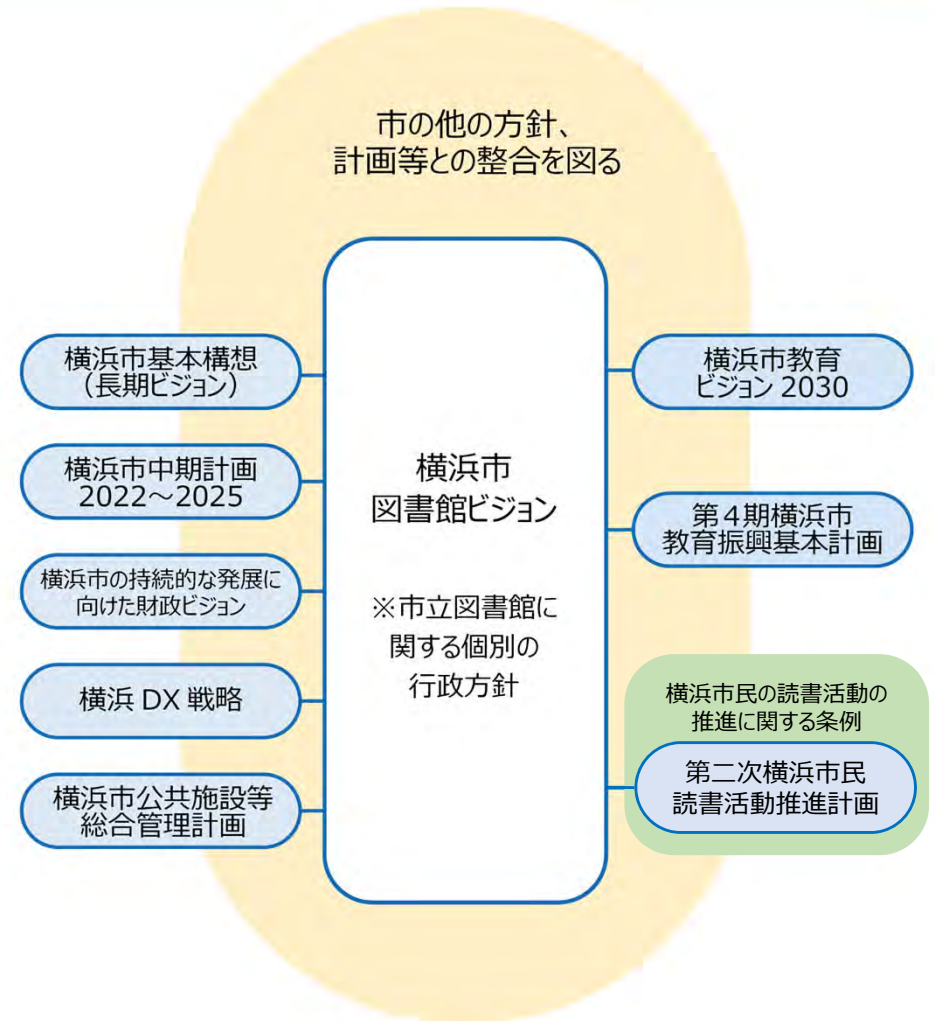 市の他の方針、
計画等との整合を図る
横浜市基本構想
（長期ビジョン）
横浜市中期計画
2022～2025
横浜市の持続的な発展に
向けた財政ビジョン
横浜 DX 戦略
横浜市公共施設等
総合管理計画
横浜市
図書館ビジョン
※市立図書館に
関する個別の
行政方針
横浜市教育
ビジョン 2030
第４期横浜市
教育振興基本計画
横浜市民の読書活動の
推進に関する条例
第二次横浜市民
読書活動推進計画